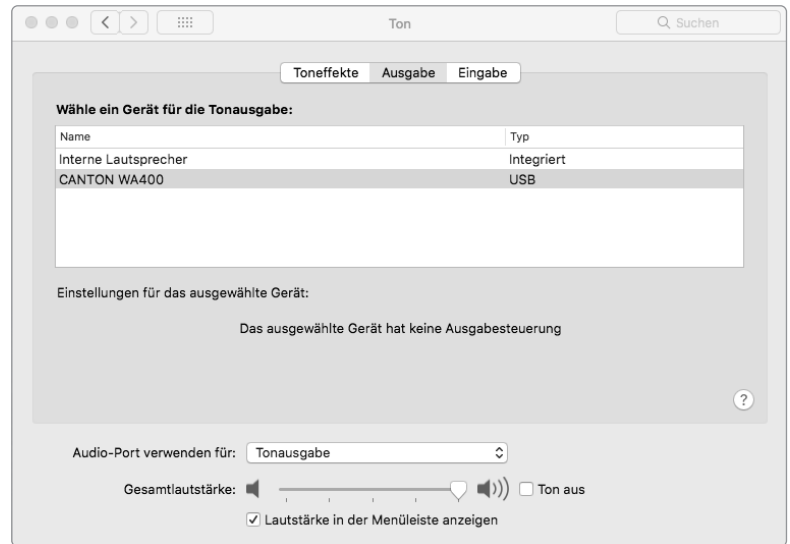 Ton
Suchen
Toneffekte Ausgabe Eingabe
Wähle ein Gerät für die Tonausgabe:
Name Typ
Interne Lautsprecher Integriert
CANTON WA400 USB
Einstellungen für das ausgewählte Gerät:
Das ausgewählte Gerät hat keine Ausgabesteuerung
?
Audio-Port verwenden für: Tonausgabe
Gesamtlautstärke: Ton aus
Lautstärke in der Menüleiste anzeigen